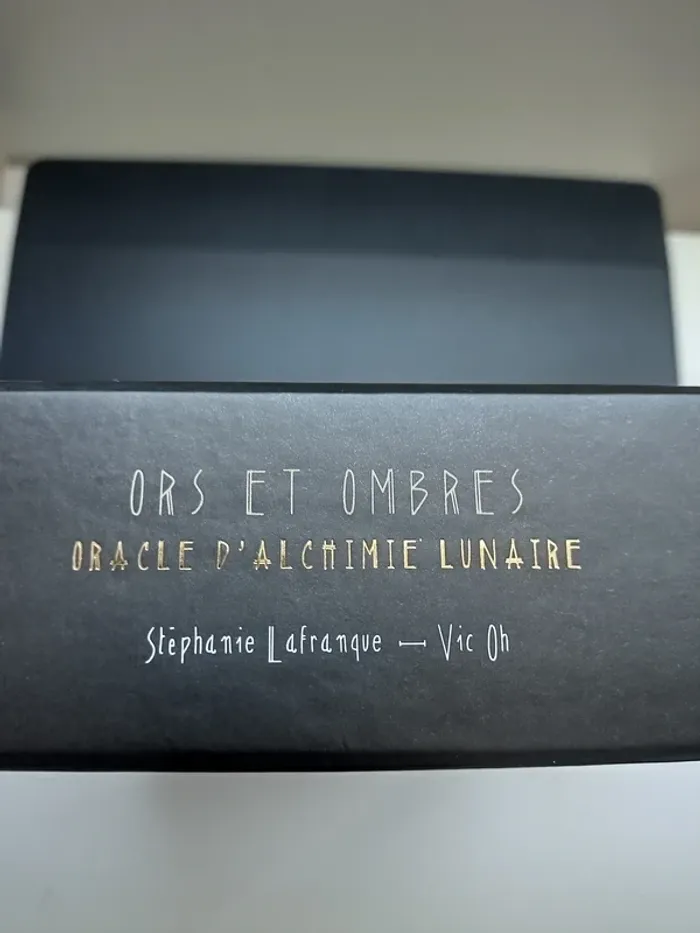 ORS ET OMBRES
ORACLE D'ALCHIMIE LUNAIRE
Stéphanie Lafranque — Vic Oh